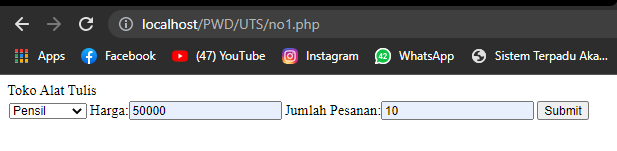 localhost/PWD/UTS/no1.php
Apps Facebook (47) YouTube Instagram 42 WhatsApp Sistem Terpadu Aka...
Toko Alat Tulis
Pensil Harga: 50000 Jumlah Pesanan: 10 Submit